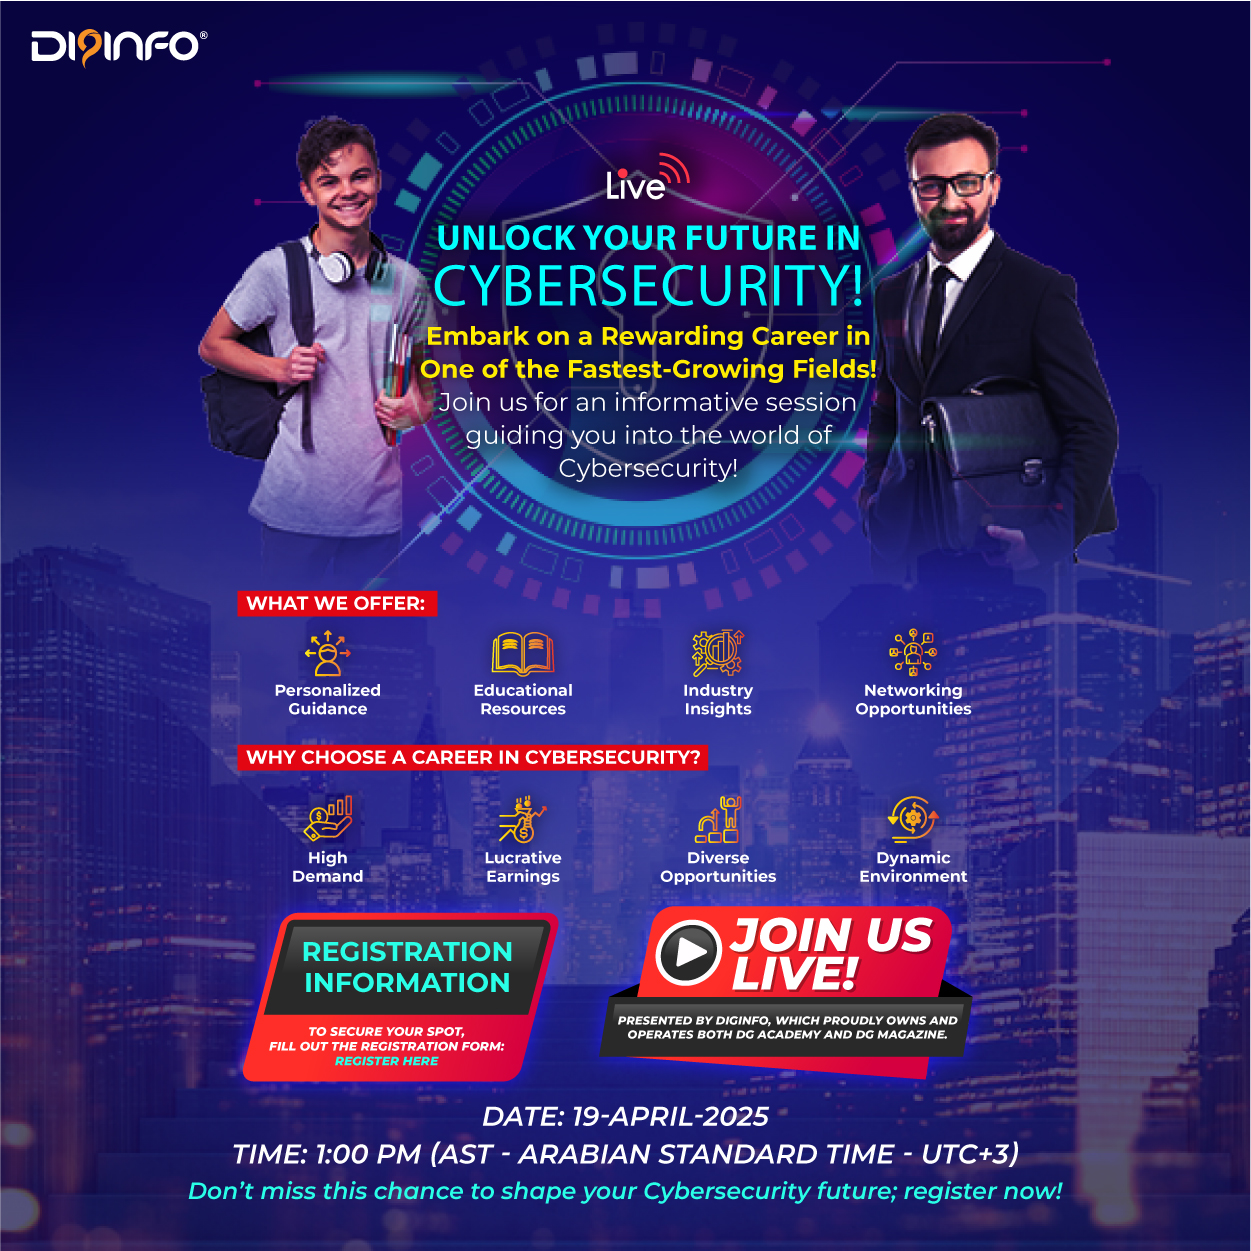 DIGINFO®
Live
UNLOCK YOUR FUTURE IN
CYBERSECURITY!
Embark on a Rewarding Career in
One of the Fastest-Growing Fields!
Join us for an informative session
guiding you into the world of
Cybersecurity!
WHAT WE OFFER:
Personalized
Guidance
Educational
Resources
Industry
Insights
Networking
Opportunities
WHY CHOOSE A CAREER IN CYBERSECURITY?
High
Demand
Lucrative
Earnings
Diverse
Opportunities
Dynamic
Environment
REGISTRATION
INFORMATION
TO SECURE YOUR SPOT,
FILL OUT THE REGISTRATION FORM:
REGISTER HERE
JOIN US
LIVE!
PRESENTED BY DIGINFO, WHICH PROUDLY OWNS AND
OPERATES BOTH DG ACADEMY AND DG MAGAZINE.
DATE: 19-APRIL-2025
TIME: 1:00 PM (AST - ARABIAN STANDARD TIME - UTC+3)
Don't miss this chance to shape your Cybersecurity future; register now!